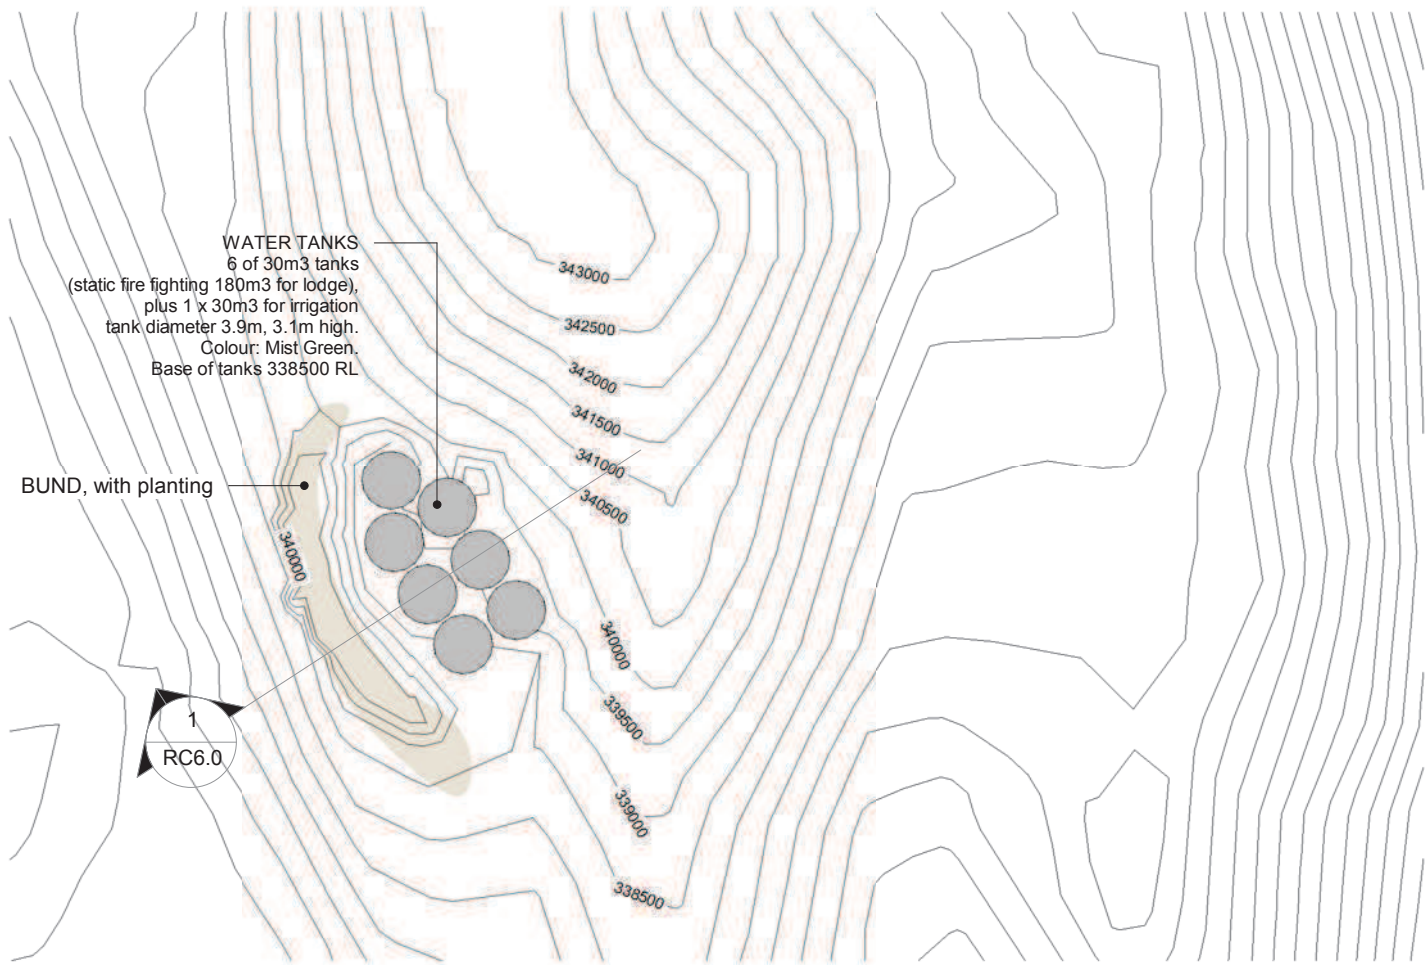 WATER TANKS
6 of 30m3 tanks
(static fire fighting 180m3 for lodge),
plus 1 x 30m3 for irrigation
tank diameter 3.9m, 3.1m high.
Colour: Mist Green.
Base of tanks 338500 RL
BUND, with planting
343000
342500
342000
341500
341000
340500
340000
340000
339500
339000
338500
1
RC6.0